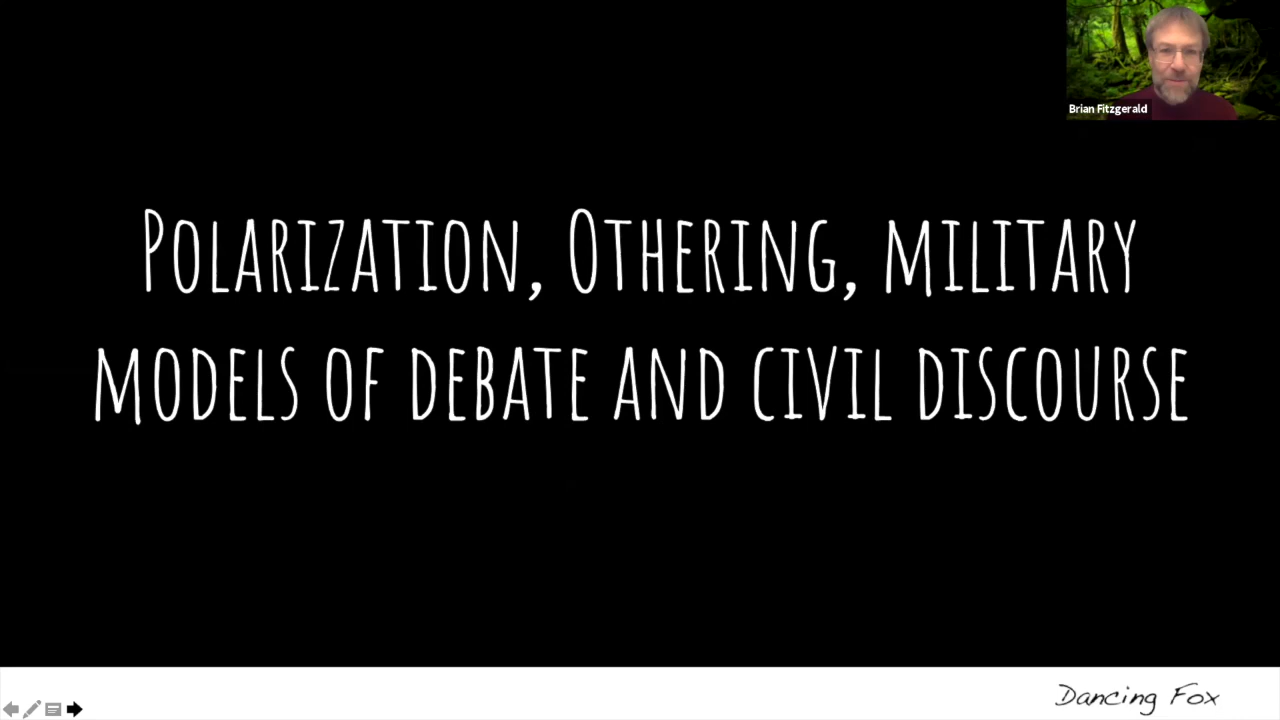 Brian Fitzgerald
Polarization, Othering, military
models of debate and civil discourse
Dancing Fox